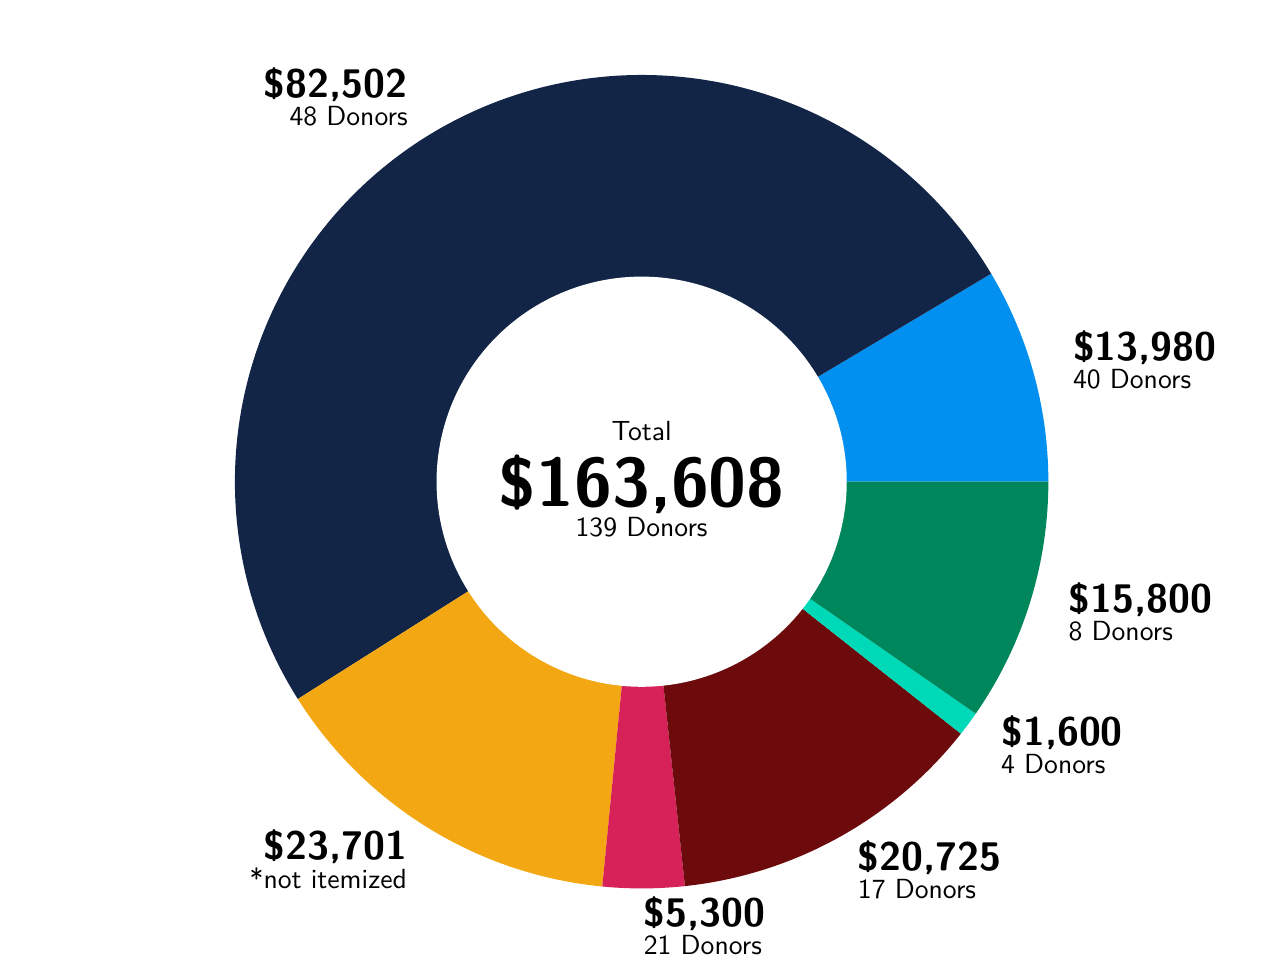 $82,502
48 Donors
$13,980
40 Donors
Total
$163,608
139 Donors
$15,800
8 Donors
$1,600
4 Donors
$23,701
*not itemized
$20,725
17 Donors
$5,300
21 Donors